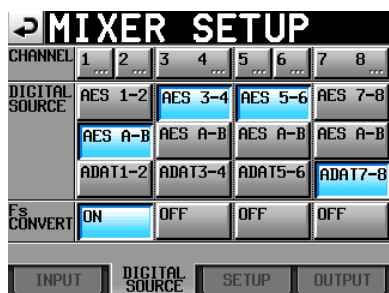 MIXER SETUP
CHANNEL 1... 2... 3 4... 5... 6... 7 8...
DIGITAL SOURCE AES 1-2 AES 3-4 AES 5-6 AES 7-8
AES A-B AES A-B AES A-B AES A-B
ADAT1-2 ADAT3-4 ADAT5-6 ADAT7-8
Fs CONVERT ON OFF OFF OFF
INPUT DIGITAL SOURCE SETUP OUTPUT